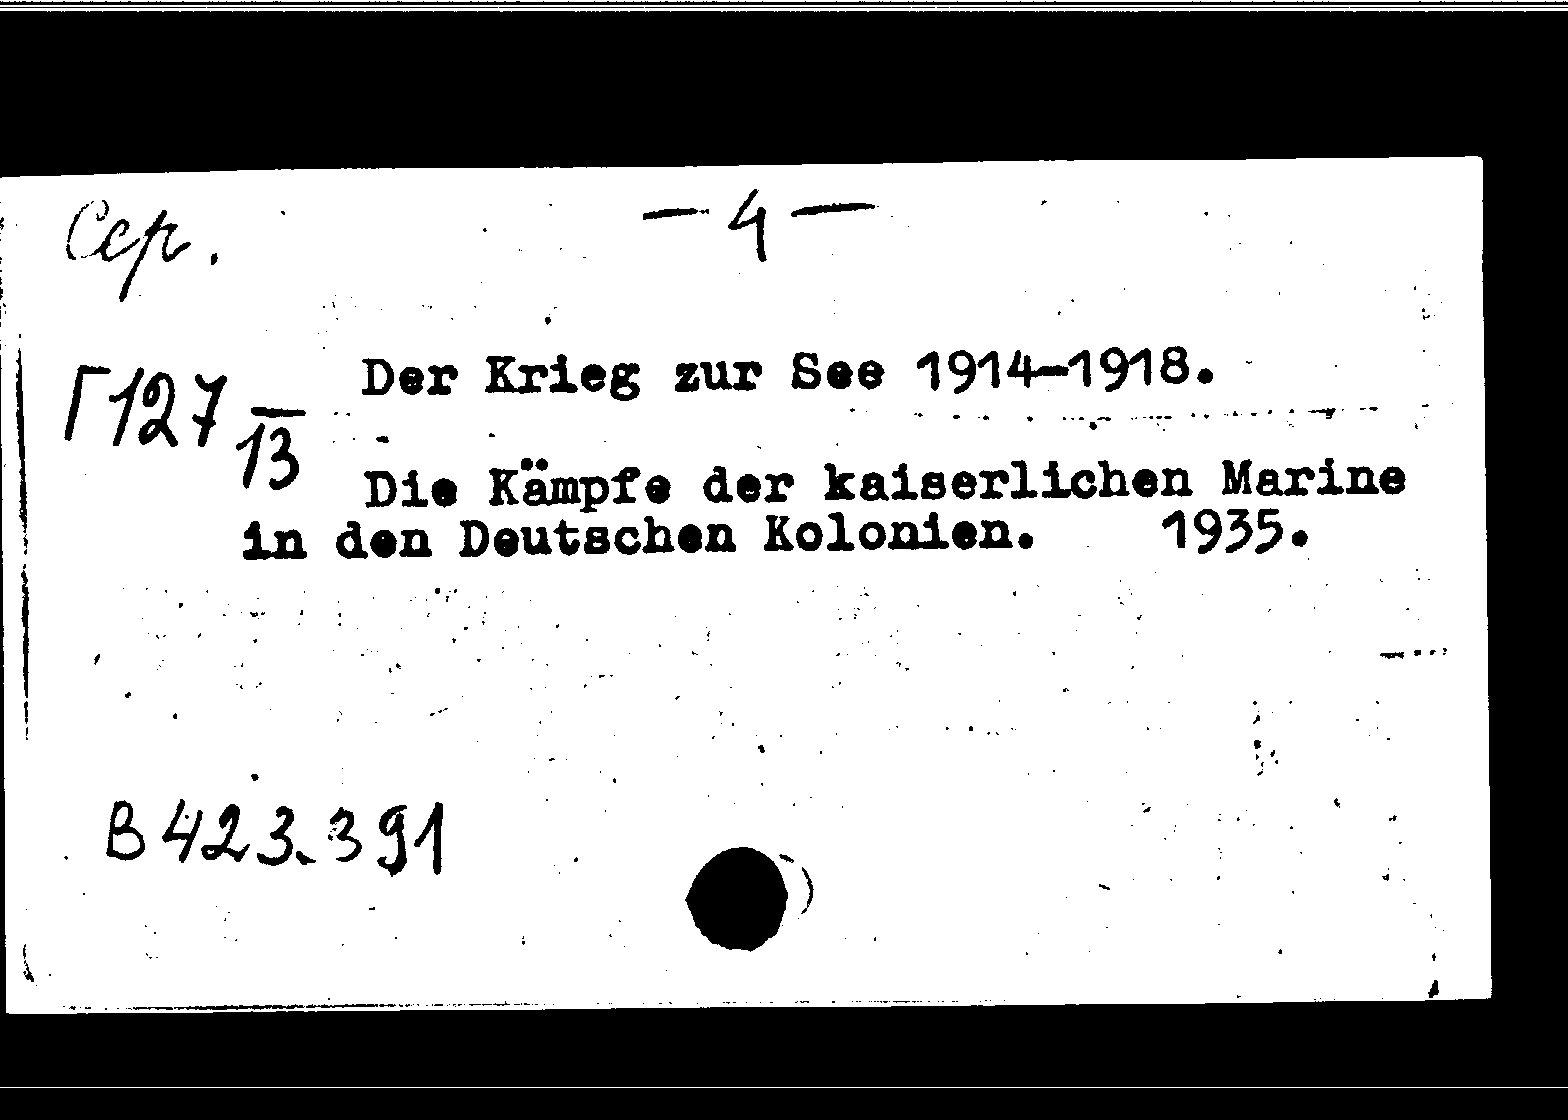 Сер.
— 4 —
Der Krieg zur See 1914-1918.
Г127
13
Die Kämpfe der kaiserlichen Marine
in den Deutschen Kolonien. 1935.
В 423.391